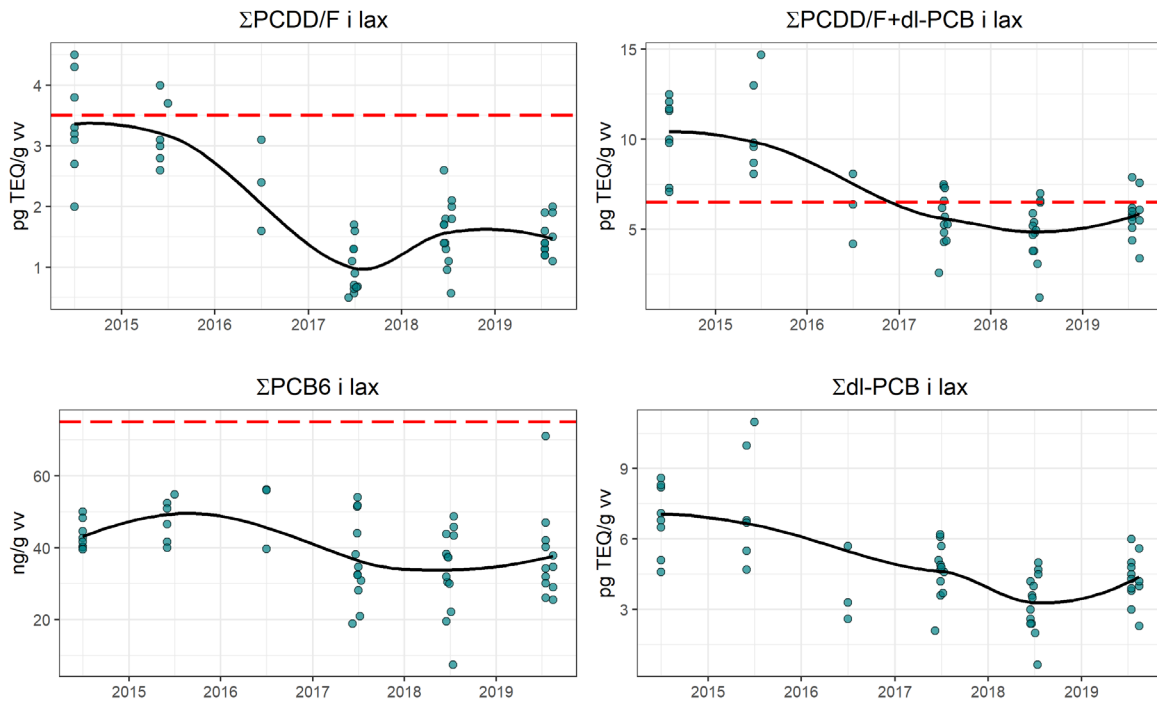 ΣPCDD/F i lax
pg TEQ/g vv
4
3
2
1
2015 2016 2017 2018 2019
ΣPCDD/F+dl-PCB i lax
pg TEQ/g vv
15
10
5
2015 2016 2017 2018 2019
ΣPCB6 i lax
ng/g vv
60
40
20
2015 2016 2017 2018 2019
Σdl-PCB i lax
pg TEQ/g vv
9
6
3
2015 2016 2017 2018 2019